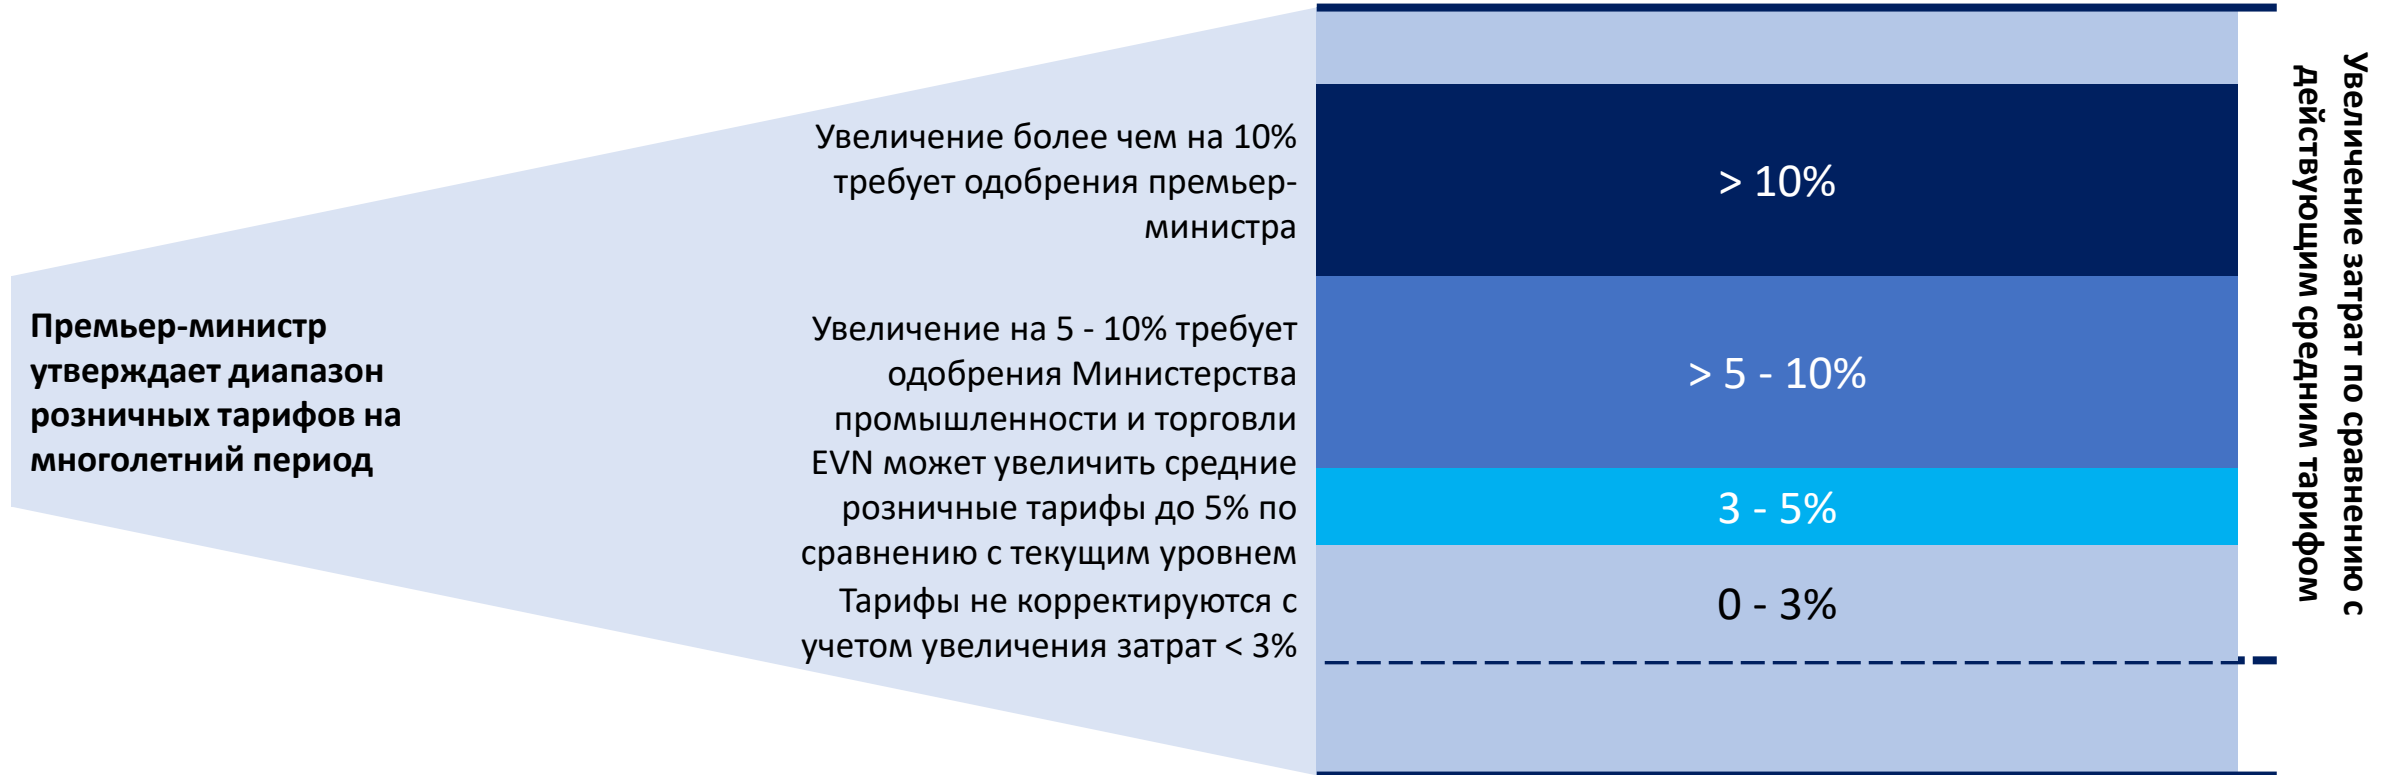 Премьер-министр
утверждает диапазон
розничных тарифов на
многолетний период
Увеличение более чем на 10%
требует одобрения премьер-
министра
Увеличение на 5 - 10% требует
одобрения Министерства
промышленности и торговли
EVN может увеличить средние
розничные тарифы до 5% по
сравнению с текущим уровнем
Тарифы не корректируются с
учетом увеличения затрат < 3%
> 10%
> 5 - 10%
3 - 5%
0 - 3%
Увеличение затрат по сравнению с
действующим средним тарифом